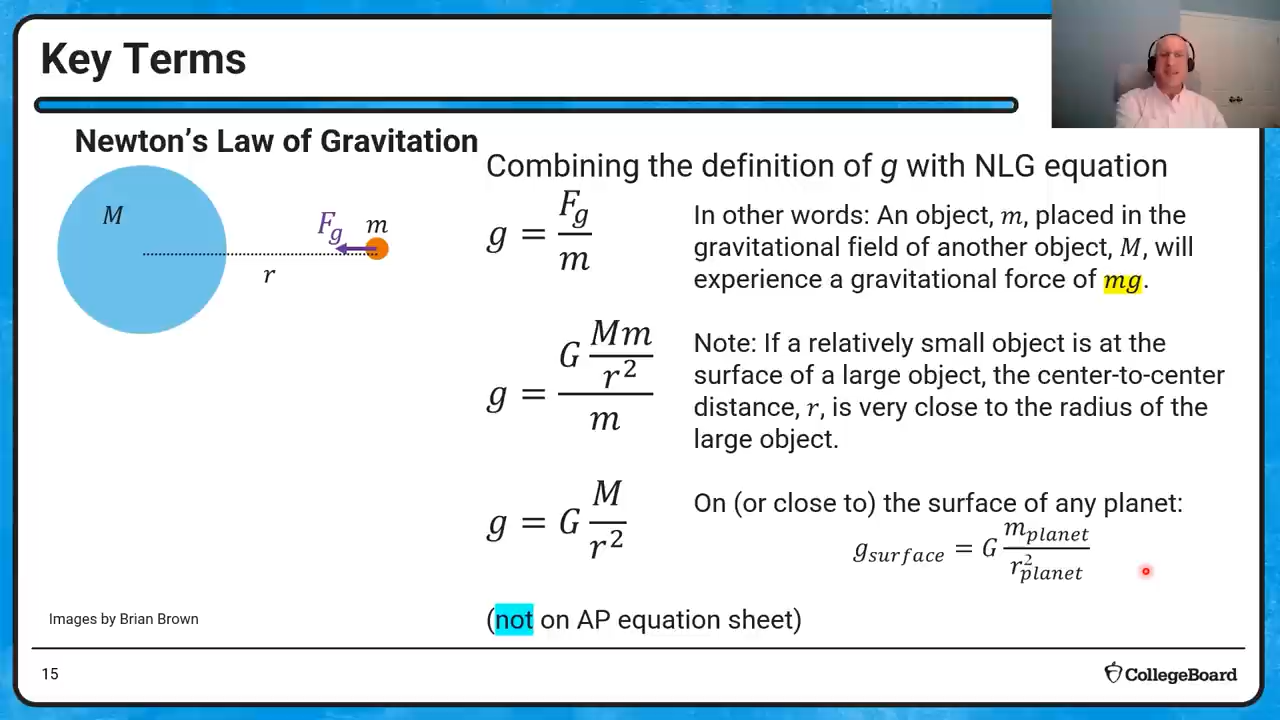 Key Terms
Newton's Law of Gravitation
M
F_g
m
r
Combining the definition of g with NLG equation
g = F_g / m
In other words: An object, m, placed in the
gravitational field of another object, M, will
experience a gravitational force of mg.
g = (G Mm / r²) / m
Note: If a relatively small object is at the
surface of a large object, the center-to-center
distance, r, is very close to the radius of the
large object.
g = G M / r²
On (or close to) the surface of any planet:
g_surface = G m_planet / r²_planet
(not on AP equation sheet)
Images by Brian Brown
15
CollegeBoard